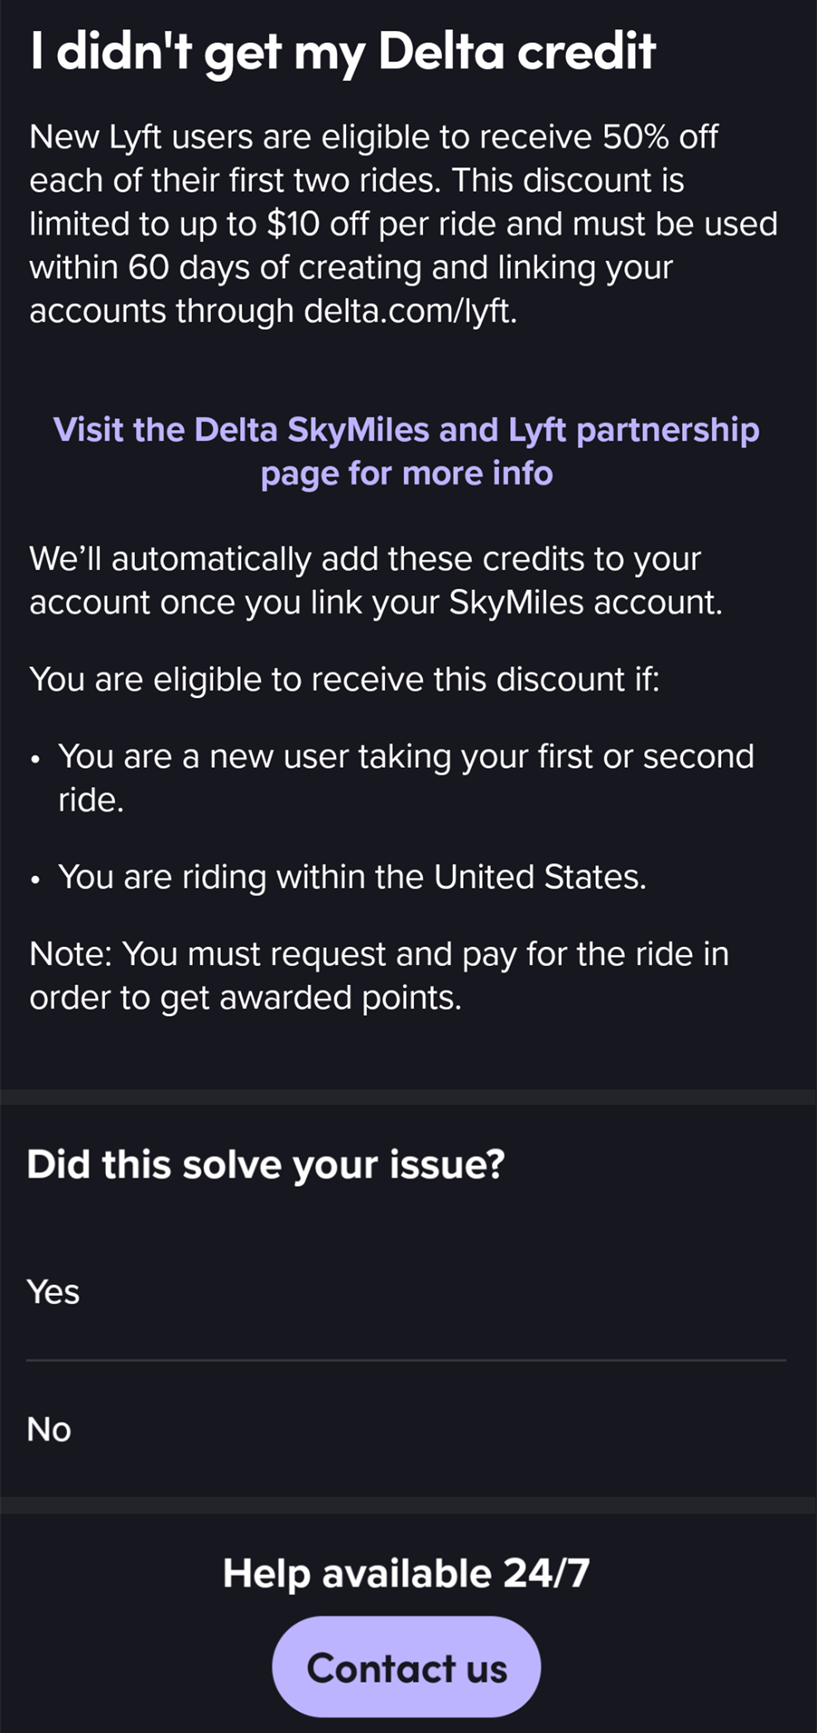 I didn't get my Delta credit
New Lyft users are eligible to receive 50% off
each of their first two rides. This discount is
limited to up to $10 off per ride and must be used
within 60 days of creating and linking your
accounts through delta.com/lyft.
Visit the Delta SkyMiles and Lyft partnership
page for more info
We’ll automatically add these credits to your
account once you link your SkyMiles account.
You are eligible to receive this discount if:
• You are a new user taking your first or second
ride.
• You are riding within the United States.
Note: You must request and pay for the ride in
order to get awarded points.
Did this solve your issue?
Yes
No
Help available 24/7
Contact us